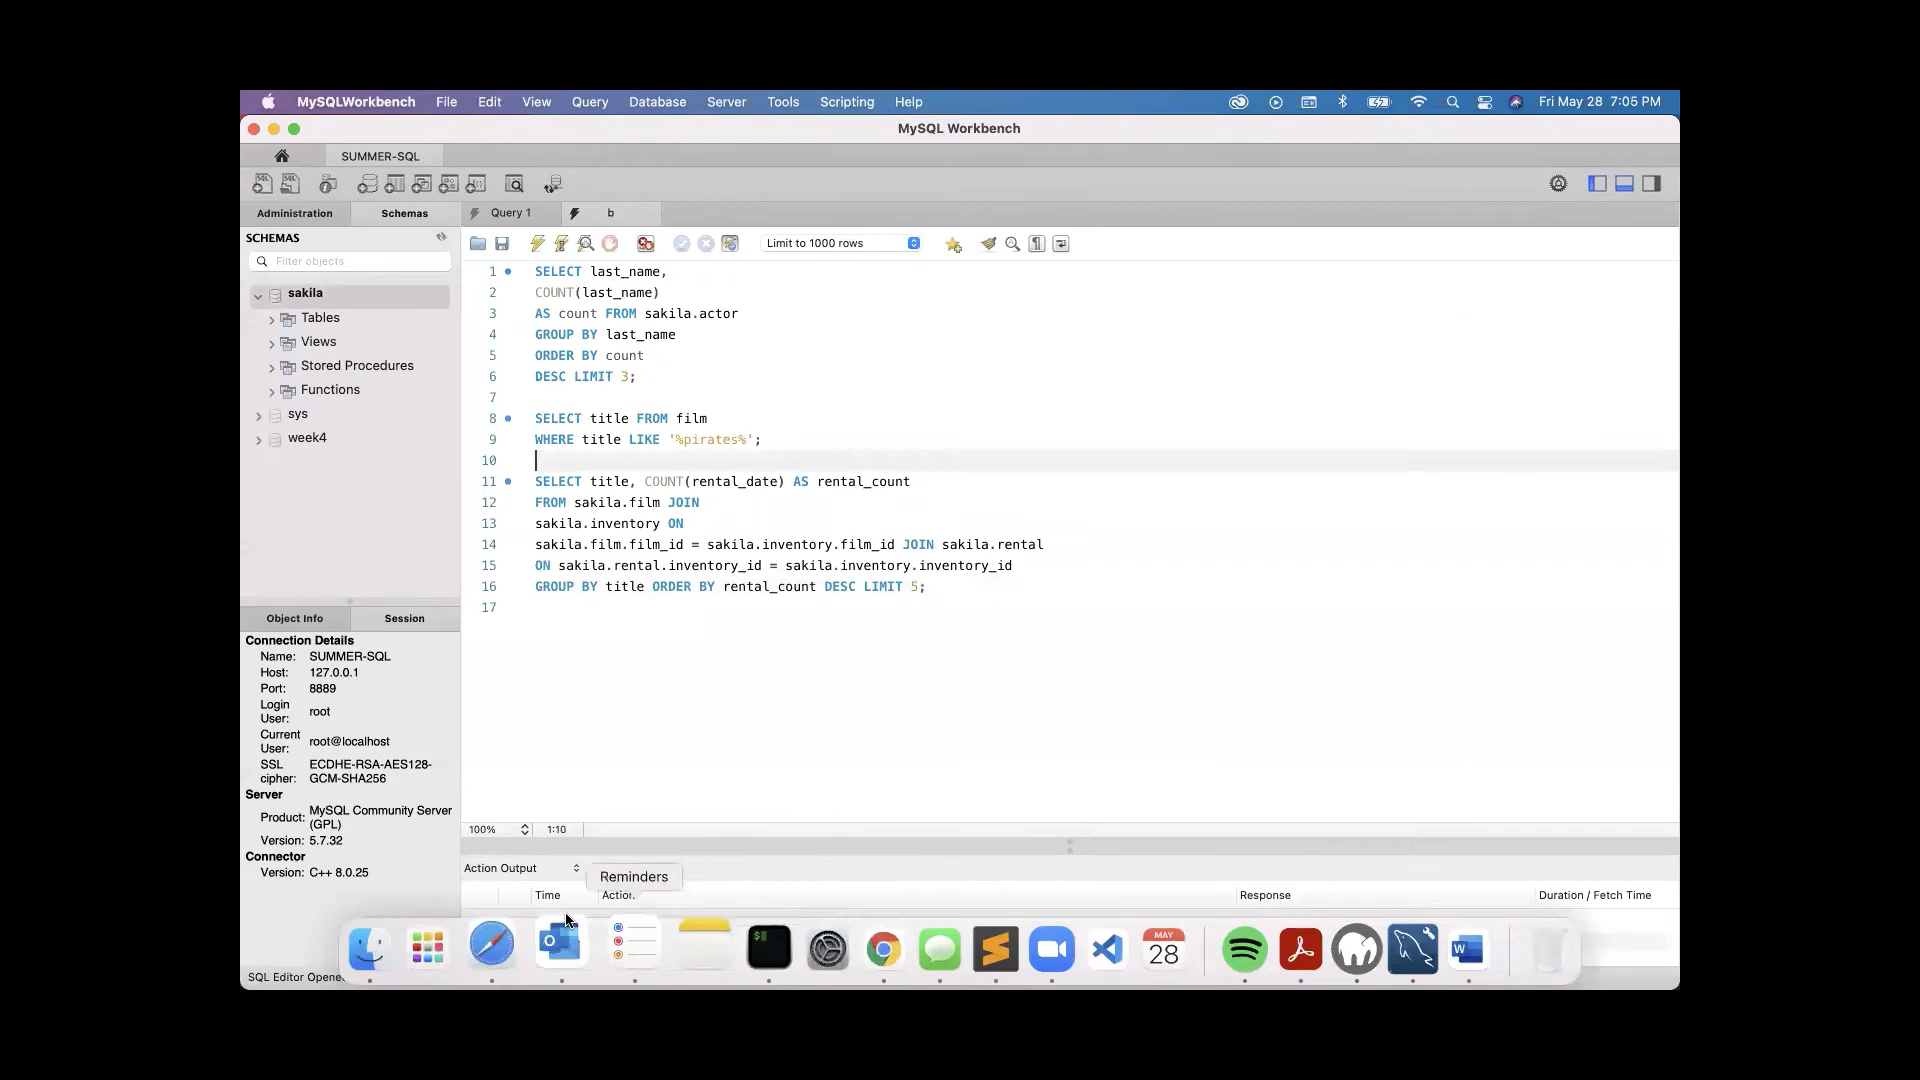 MySQLWorkbench File Edit View Query Database Server Tools Scripting Help Fri May 28 7:05 PM
MySQL Workbench
SUMMER-SQL
Administration Schemas Query 1 b
SCHEMAS
Limit to 1000 rows
Filter objects
sakila
Tables
Views
Stored Procedures
Functions
sys
week4
1 SELECT last_name,
2 COUNT(last_name)
3 AS count FROM sakila.actor
4 GROUP BY last_name
5 ORDER BY count
6 DESC LIMIT 3;
7
8 SELECT title FROM film
9 WHERE title LIKE '%pirates%';
10
11 SELECT title, COUNT(rental_date) AS rental_count
12 FROM sakila.film JOIN
13 sakila.inventory ON
14 sakila.film.film_id = sakila.inventory.film_id JOIN sakila.rental
15 ON sakila.rental.inventory_id = sakila.inventory.inventory_id
16 GROUP BY title ORDER BY rental_count DESC LIMIT 5;
17
Object Info Session
Connection Details
Name: SUMMER-SQL
Host: 127.0.0.1
Port: 8889
Login User: root
Current User: root@localhost
SSL cipher: ECDHE-RSA-AES128-GCM-SHA256
Server
Product: MySQL Community Server (GPL)
Version: 5.7.32
Connector
Version: C++ 8.0.25
100% 1:10
Action Output
Reminders
Time Action Response Duration / Fetch Time
MAY
28
W
SQL Editor Opene